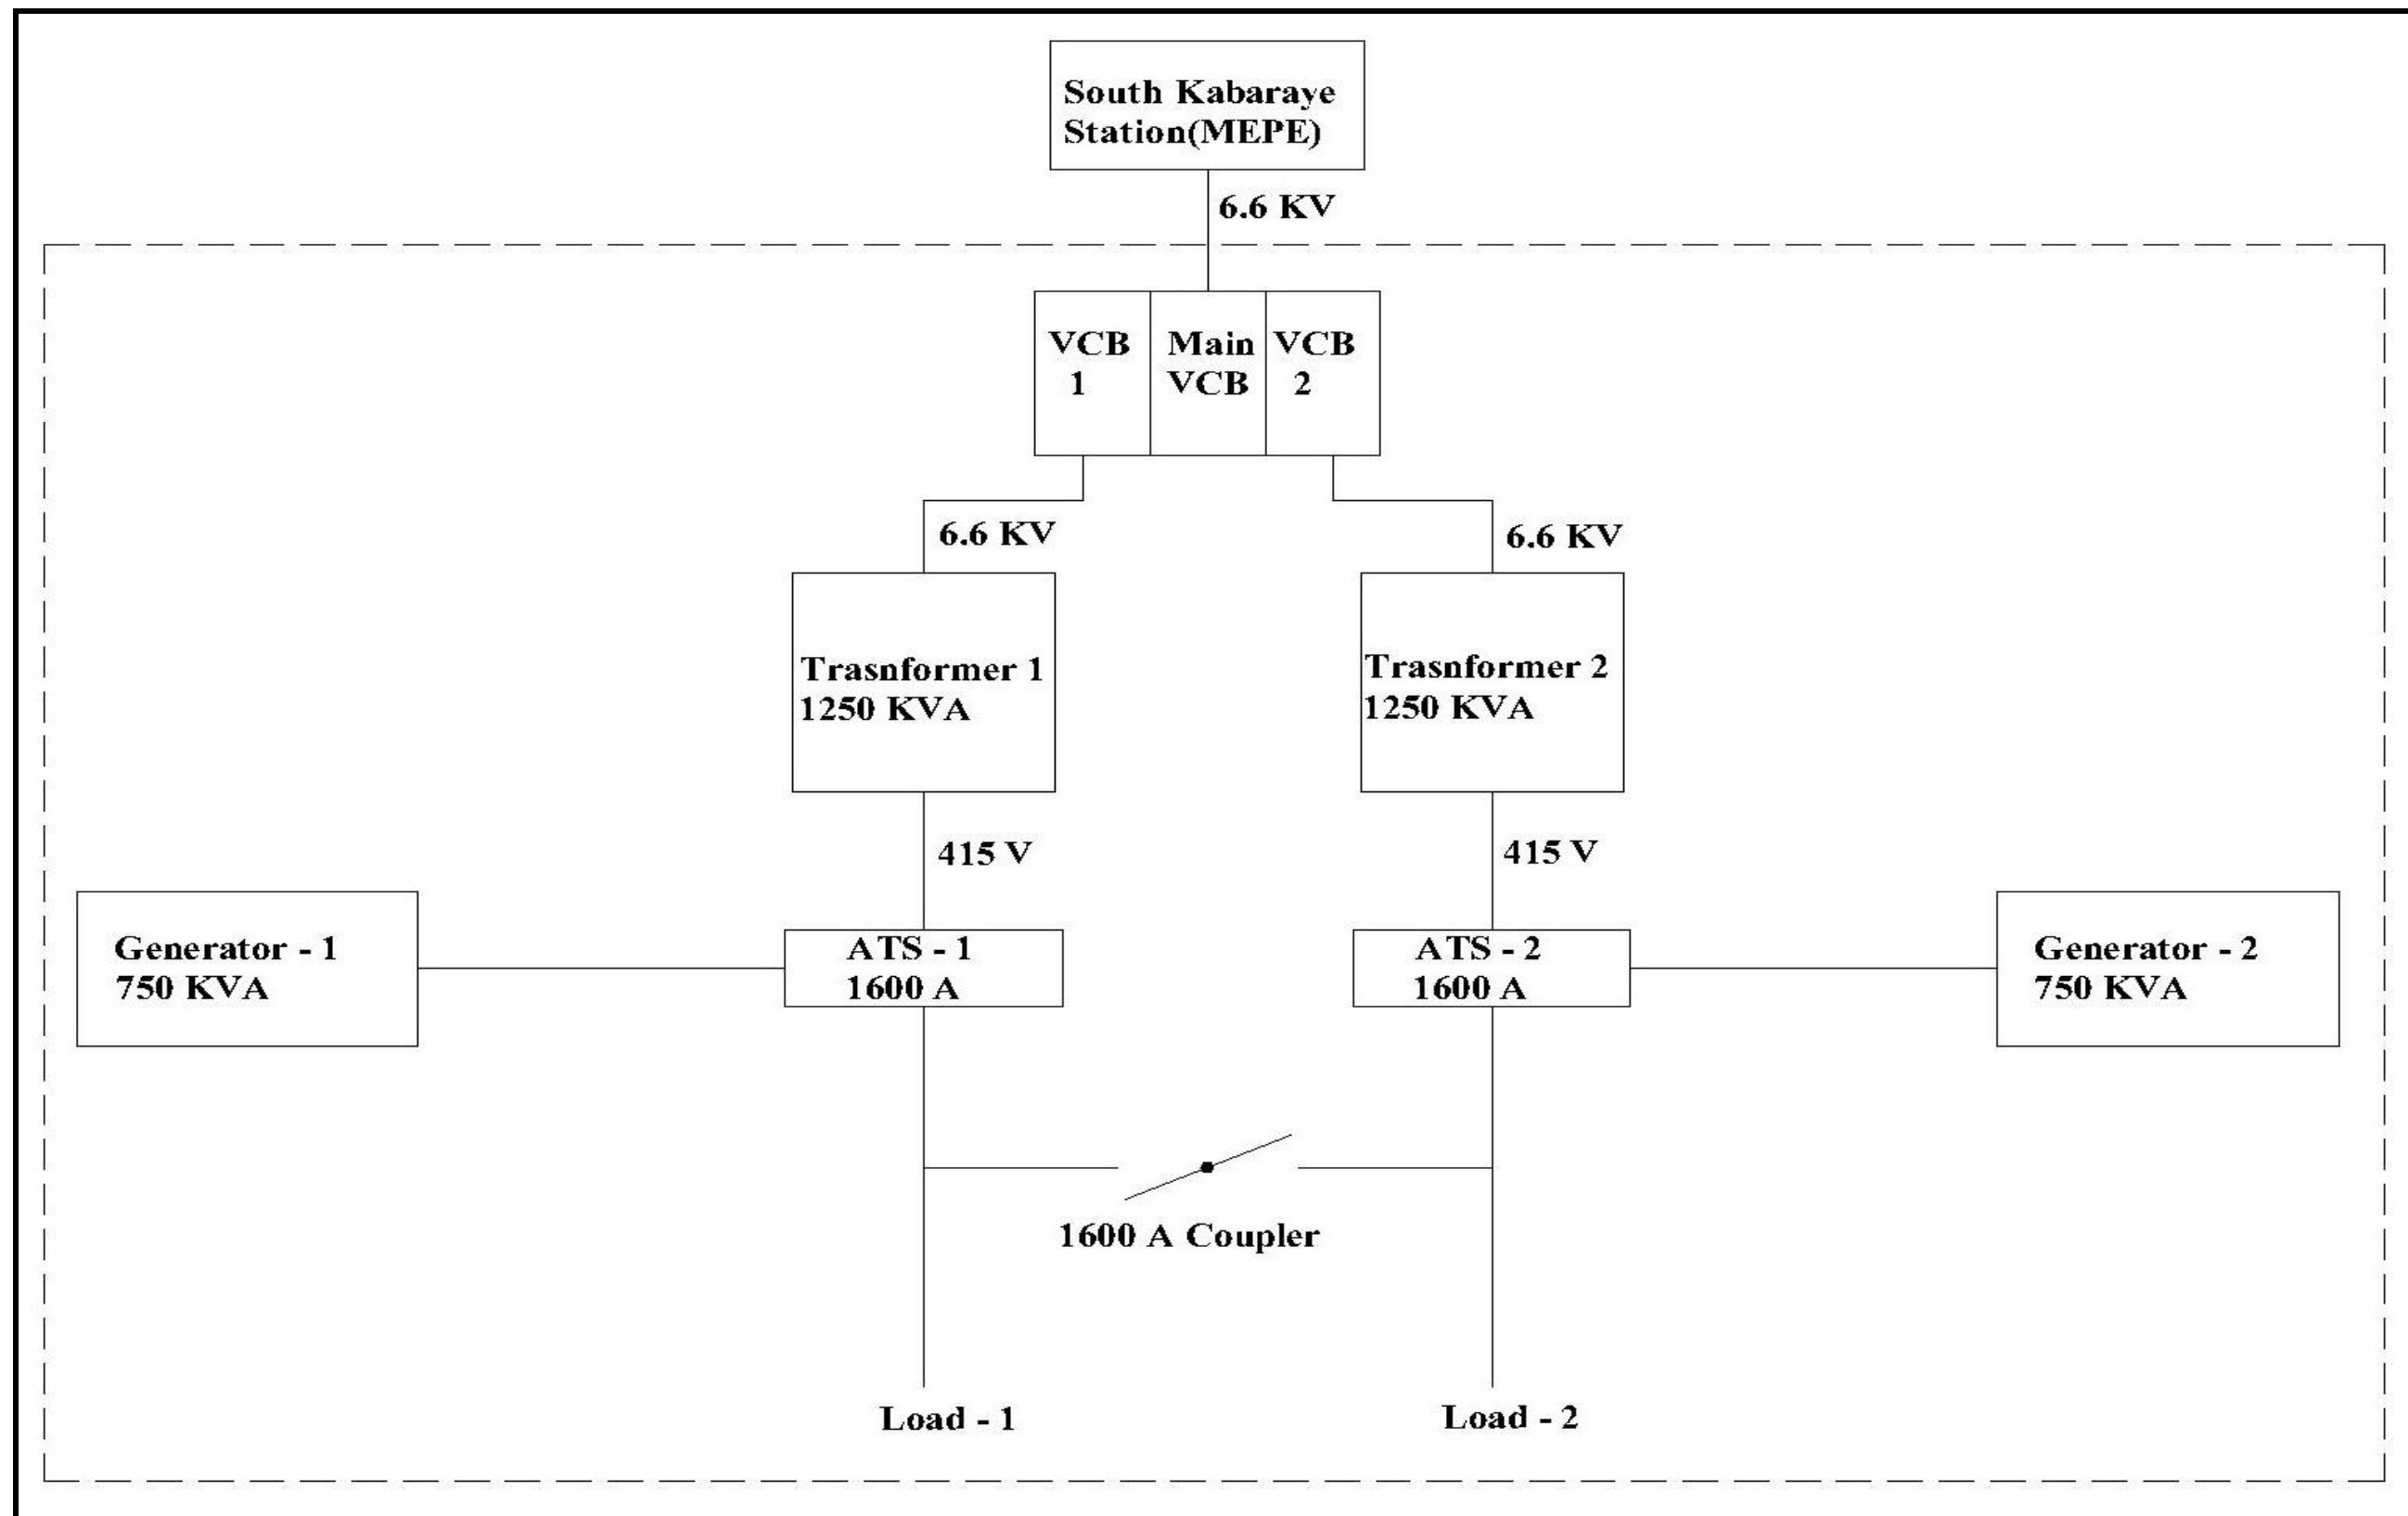 South Kabaraye
Station(MEPE)
6.6 KV
VCB
1
Main
VCB
VCB
2
6.6 KV
6.6 KV
Trasnformer 1
1250 KVA
Trasnformer 2
1250 KVA
415 V
415 V
Generator - 1
750 KVA
ATS - 1
1600 A
ATS - 2
1600 A
Generator - 2
750 KVA
1600 A Coupler
Load - 1
Load - 2